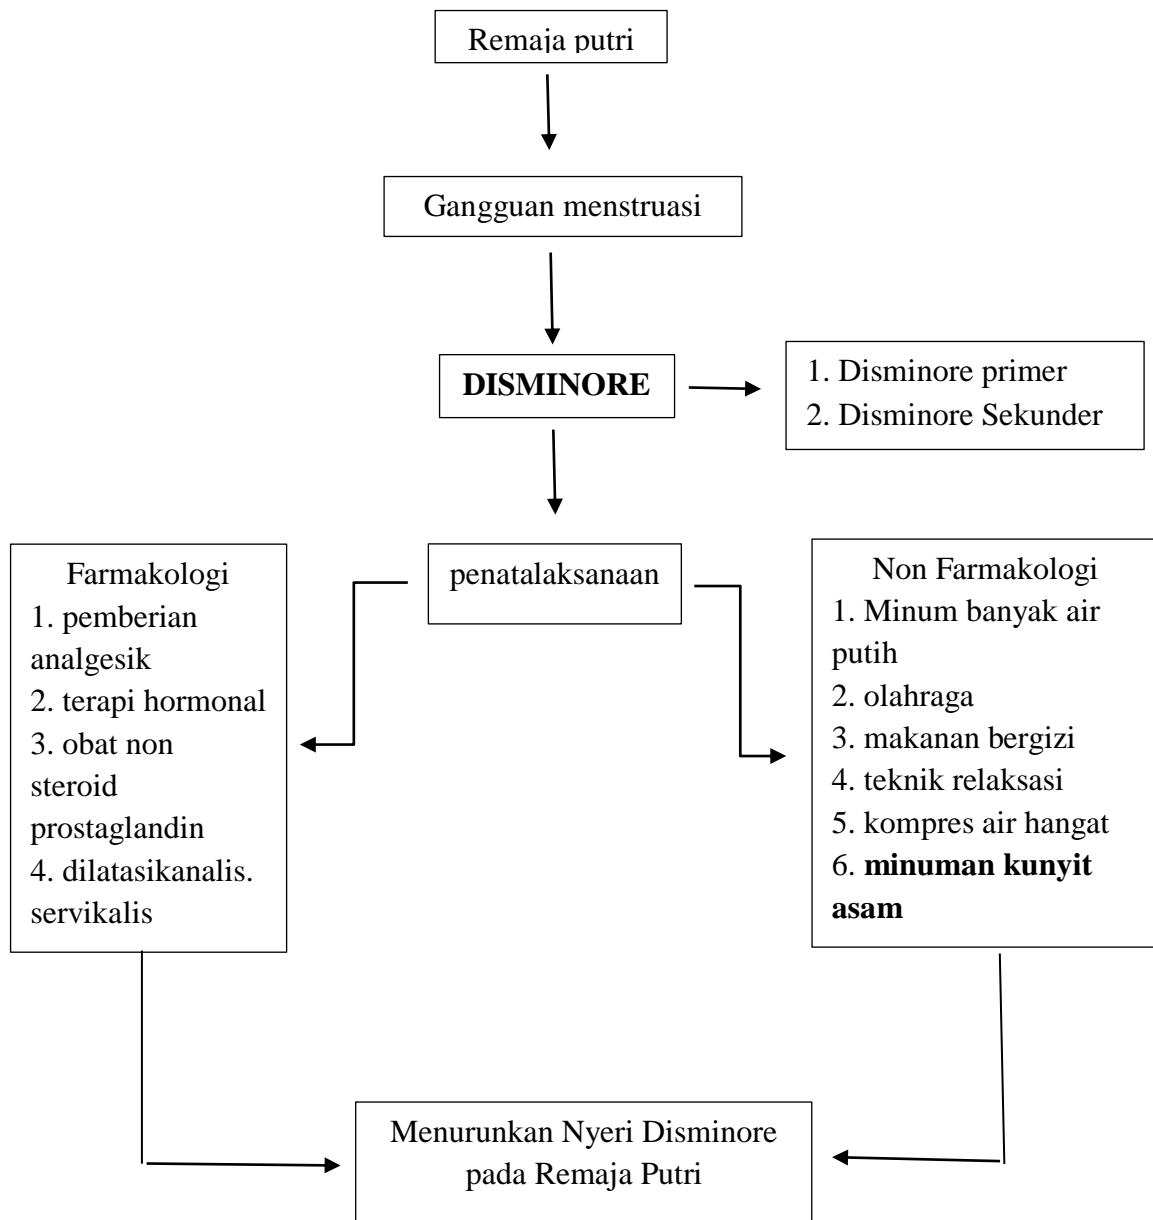 Remaja putri
Gangguan menstruasi
DISMINORE
1. Disminore primer
2. Disminore Sekunder
penatalaksanaan
Farmakologi
1. pemberian
analgesik
2. terapi hormonal
3. obat non
steroid
prostaglandin
4. dilatasikanalis.
servikalis
Non Farmakologi
1. Minum banyak air
putih
2. olahraga
3. makanan bergizi
4. teknik relaksasi
5. kompres air hangat
6. minuman kunyit
asam
Menurunkan Nyeri Disminore
pada Remaja Putri